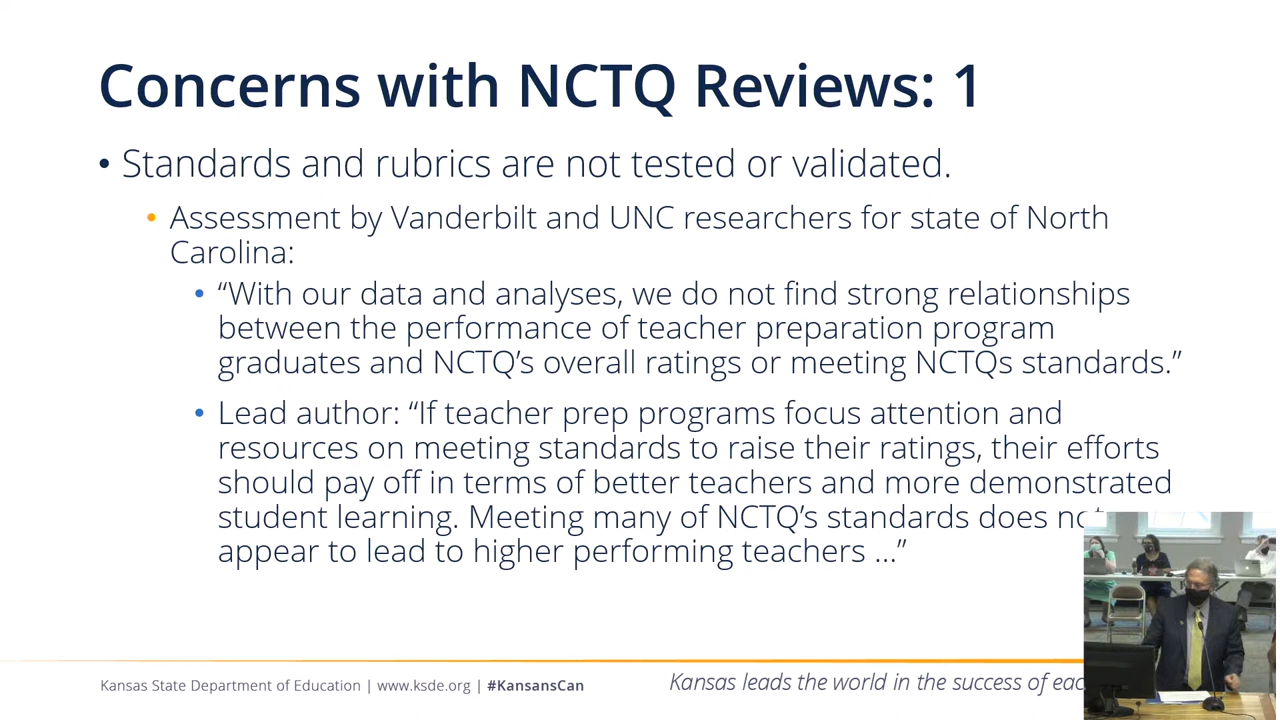 Concerns with NCTQ Reviews: 1
• Standards and rubrics are not tested or validated.
• Assessment by Vanderbilt and UNC researchers for state of North
Carolina:
• “With our data and analyses, we do not find strong relationships
between the performance of teacher preparation program
graduates and NCTQ’s overall ratings or meeting NCTQs standards.”
• Lead author: “If teacher prep programs focus attention and
resources on meeting standards to raise their ratings, their efforts
should pay off in terms of better teachers and more demonstrated
student learning. Meeting many of NCTQ’s standards does not
appear to lead to higher performing teachers ...”
Kansas State Department of Education | www.ksde.org | #KansansCan
Kansas leads the world in the success of eac